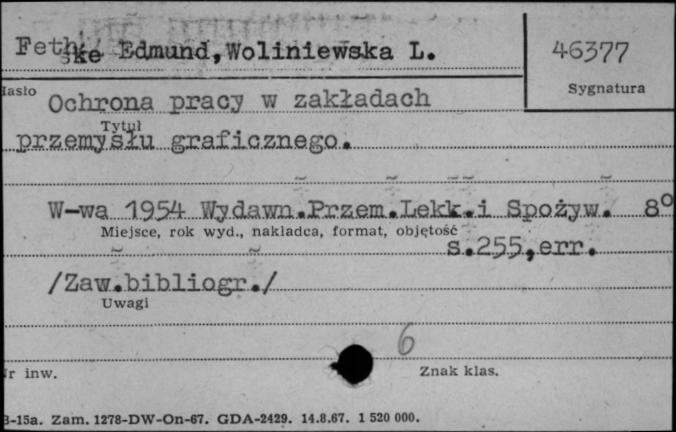 Fethke Edmund, Woliniewska L.
46377
Sygnatura
Hasło
Ochrona pracy w zakładach
Tytuł
przemysłu graficznego.
W-wa 1954 Wydawn.Przem.Lekk.i Spożyw. 8°
Miejsce, rok wyd., nakładca, format, objętość
s.255,err.
/Zaw.bibliogr./
Uwagi
6
Nr inw.
Znak klas.
B-15a. Zam. 1278-DW-On-67. GDA-2429. 14.8.67. 1 520 000.